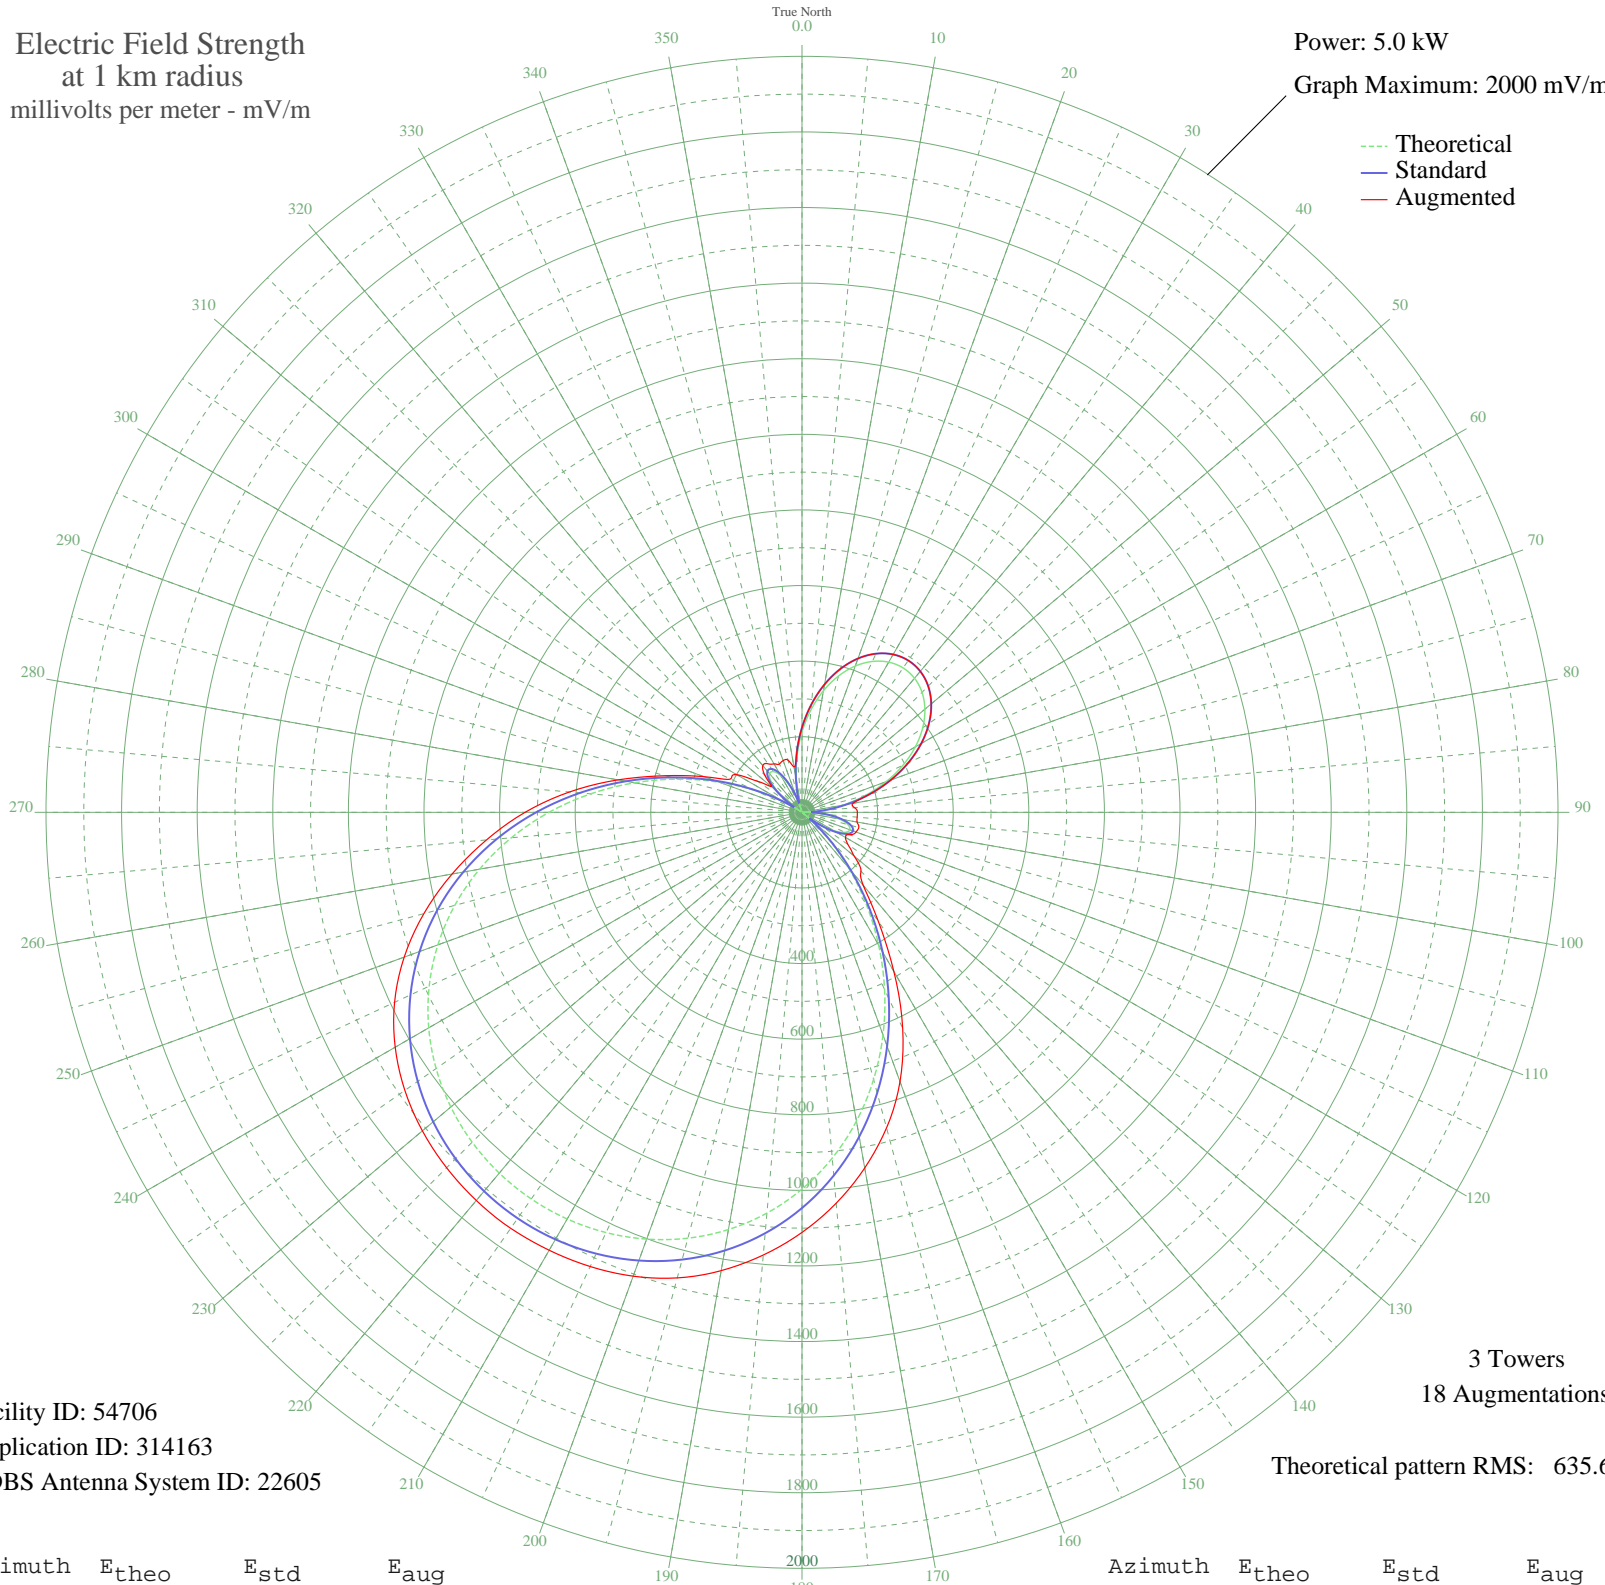 True North
0.0
Electric Field Strength
at 1 km radius
millivolts per meter - mV/m
Power: 5.0 kW
Graph Maximum: 2000 mV/m
Theoretical
Standard
Augmented
10
20
30
40
50
60
70
80
90
100
110
120
130
140
150
160
170
190
200
210
220
230
240
250
260
270
280
290
300
310
320
330
340
350
400
600
800
1000
1200
1400
1600
1800
2000
3 Towers
18 Augmentations
Theoretical pattern RMS: 635.6
cility ID: 54706
plication ID: 314163
DBS Antenna System ID: 22605
imuth Etheo Estd Eaug
Azimuth Etheo Estd Eaug